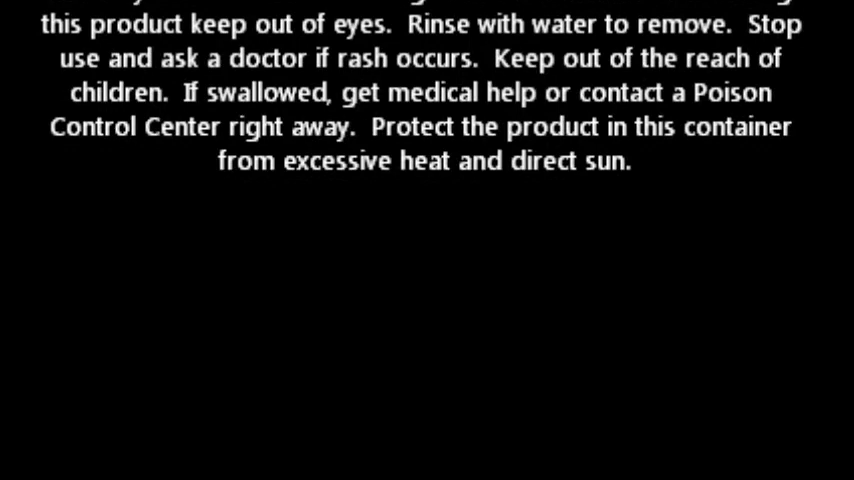 this product keep out of eyes.  Rinse with water to remove.  Stop
use and ask a doctor if rash occurs.  Keep out of the reach of
children.  If swallowed, get medical help or contact a Poison
Control Center right away.  Protect the product in this container
from excessive heat and direct sun.